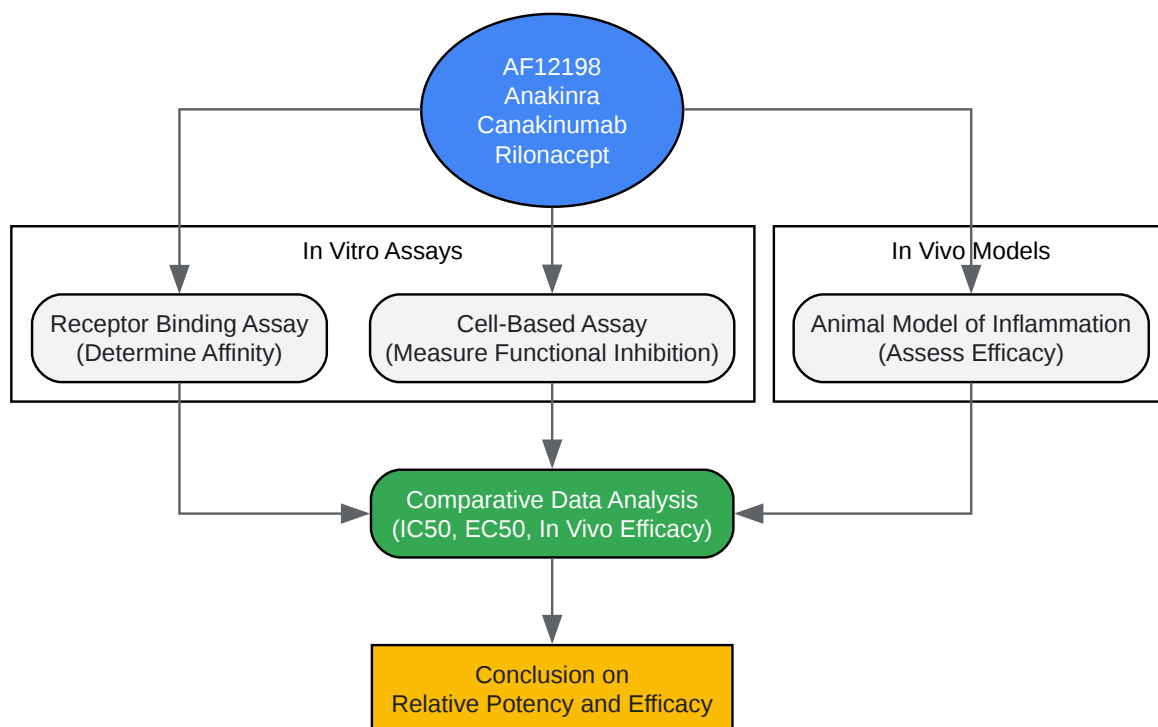 AF12198
Anakinra
Canakinumab
Rilonacept
In Vitro Assays
In Vivo Models
Receptor Binding Assay
(Determine Affinity)
Cell-Based Assay
(Measure Functional Inhibition)
Animal Model of Inflammation
(Assess Efficacy)
Comparative Data Analysis
(IC50, EC50, In Vivo Efficacy)
Conclusion on
Relative Potency and Efficacy